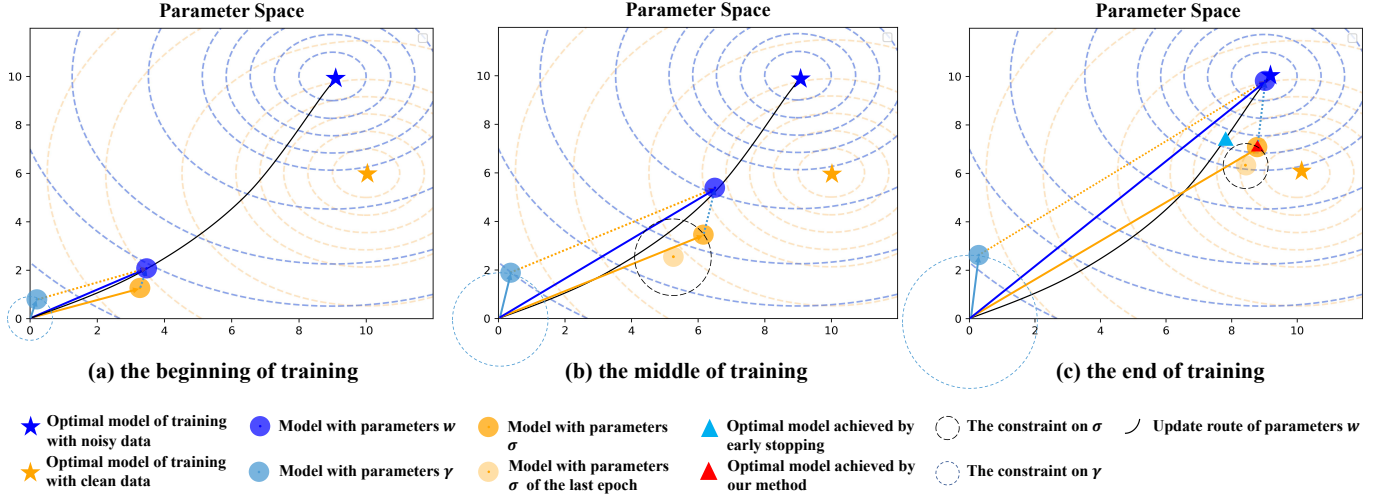 Parameter Space
10
8
6
4
2
0
0 2 4 6 8 10
(a) the beginning of training
Parameter Space
10
8
6
4
2
0
0 2 4 6 8 10
(b) the middle of training
Parameter Space
10
8
6
4
2
0
0 2 4 6 8 10
(c) the end of training
Optimal model of training
with noisy data
Model with parameters w
Model with parameters
σ
Optimal model achieved by
early stopping
The constraint on σ
Update route of parameters w
Optimal model of training
with clean data
Model with parameters γ
Model with parameters
σ of the last epoch
Optimal model achieved by
our method
The constraint on γ